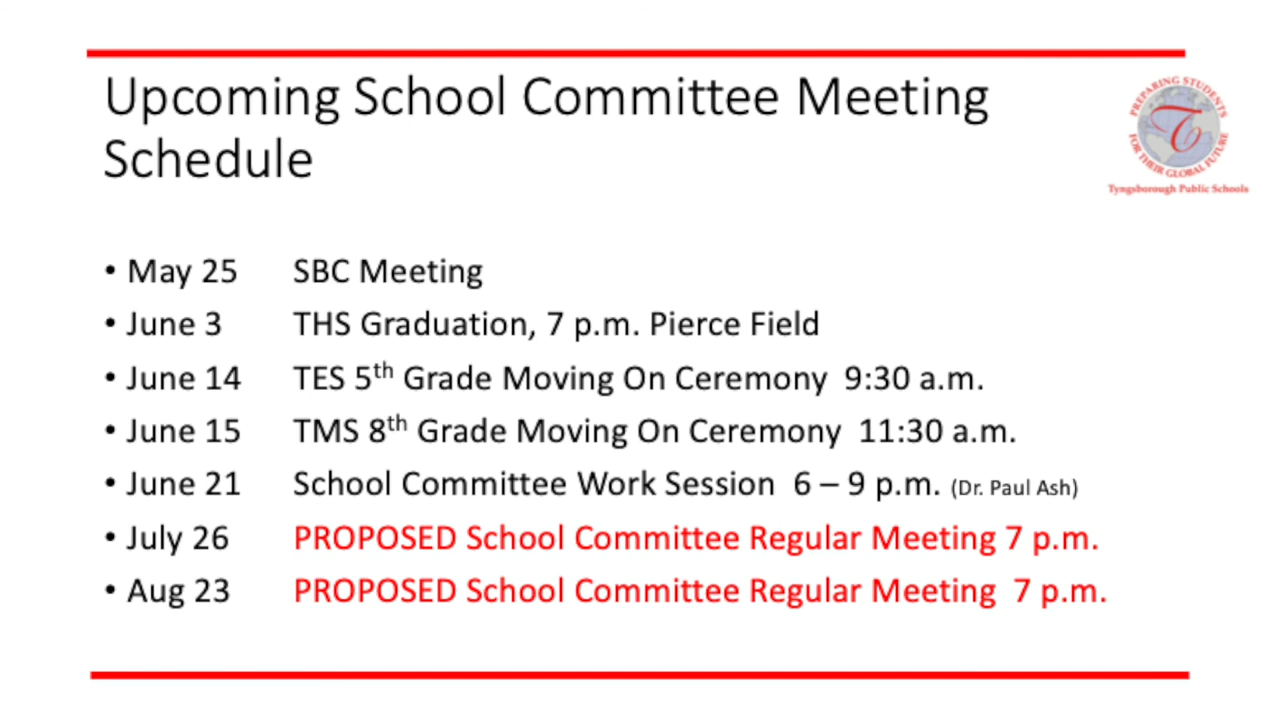 Upcoming School Committee Meeting
Schedule
PREPARING STUDENTS
FOR THEIR GLOBAL FUTURE
T
Tyngsborough Public Schools
• May 25 SBC Meeting
• June 3 THS Graduation, 7 p.m. Pierce Field
• June 14 TES 5th Grade Moving On Ceremony 9:30 a.m.
• June 15 TMS 8th Grade Moving On Ceremony 11:30 a.m.
• June 21 School Committee Work Session 6 – 9 p.m. (Dr. Paul Ash)
• July 26 PROPOSED School Committee Regular Meeting 7 p.m.
• Aug 23 PROPOSED School Committee Regular Meeting 7 p.m.